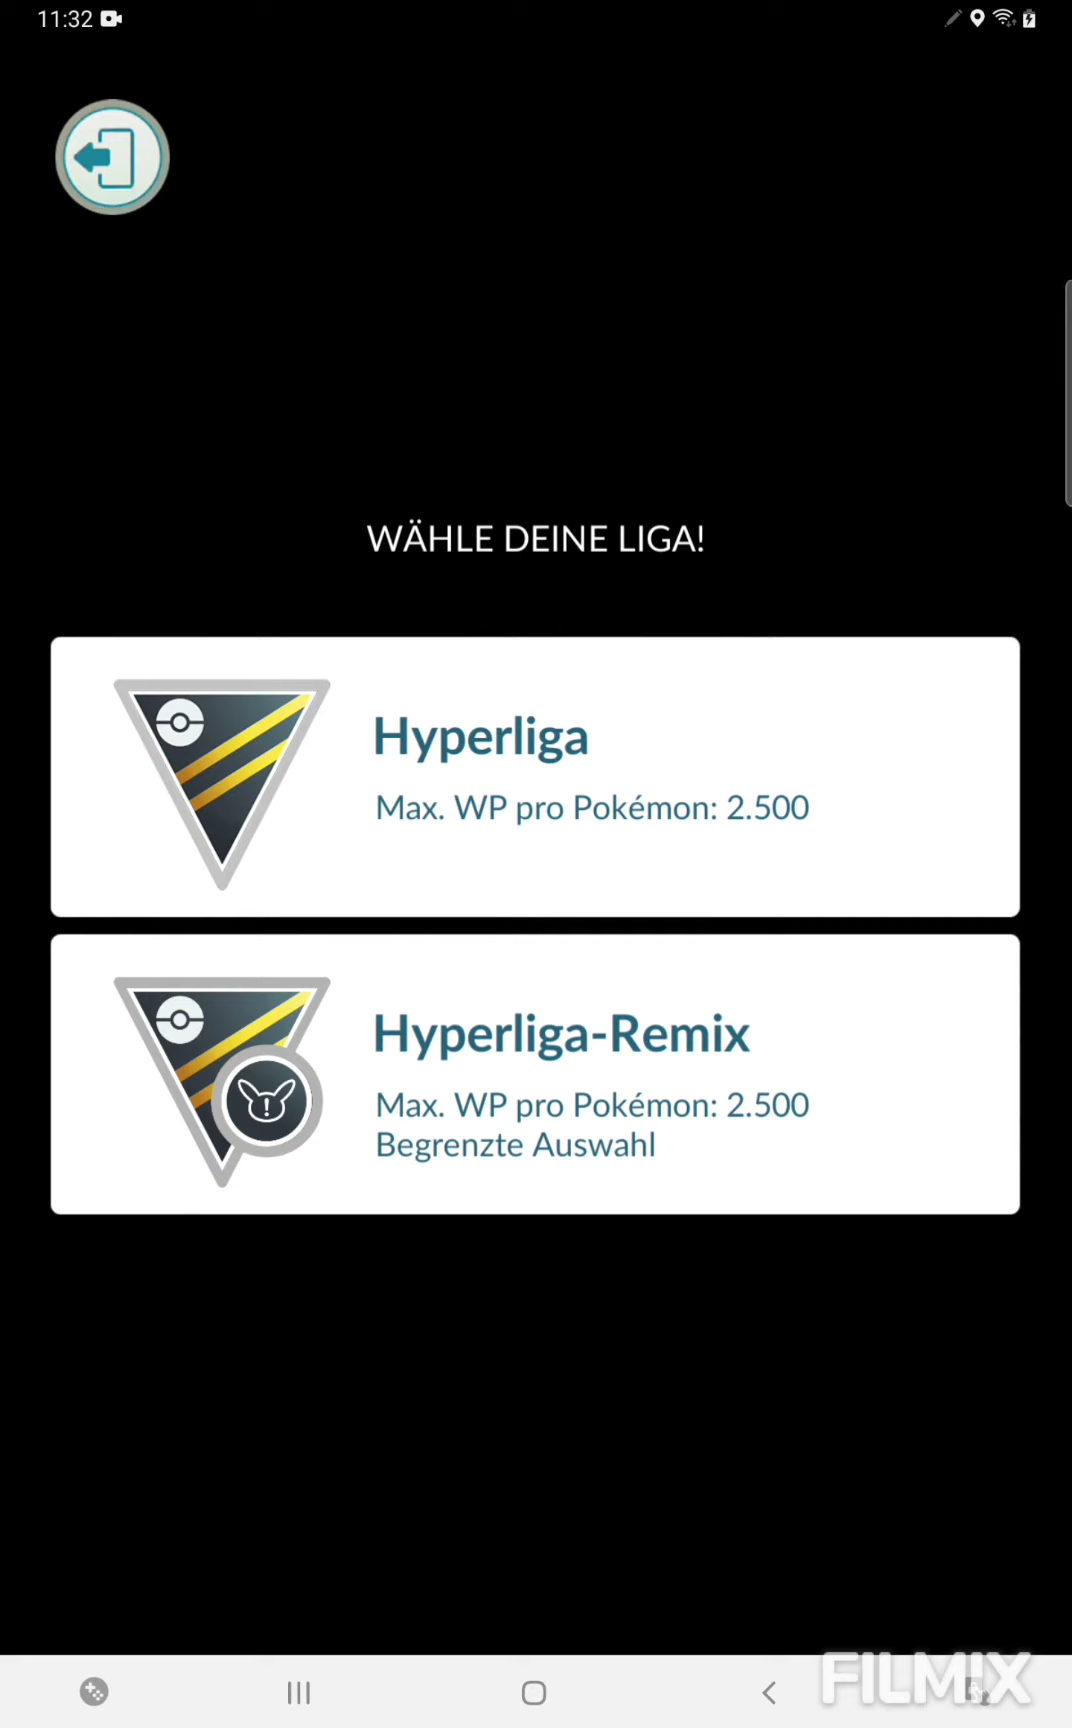 11:32
WÄHLE DEINE LIGA!
Hyperliga
Max. WP pro Pokémon: 2.500
Hyperliga-Remix
Max. WP pro Pokémon: 2.500
Begrenzte Auswahl
FILMIX